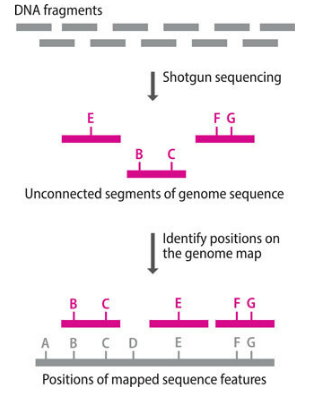 DNA fragments
Shotgun sequencing
E F G
B C
Unconnected segments of genome sequence
Identify positions on
the genome map
B C E F G
A B C D E F G
Positions of mapped sequence features